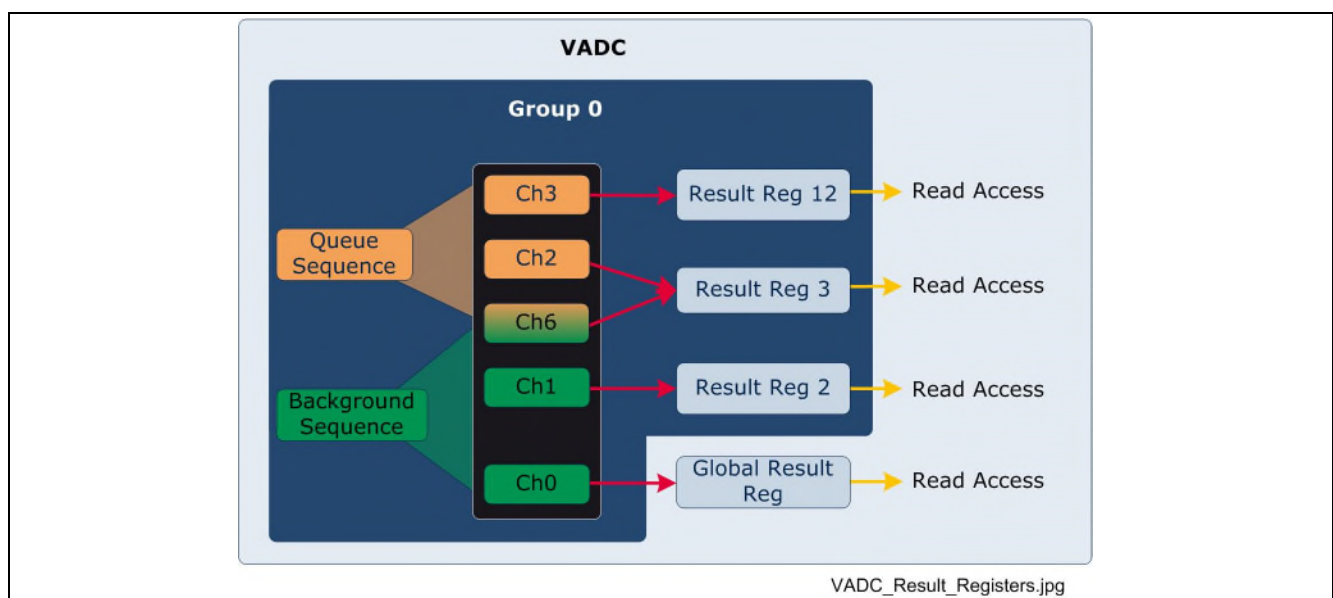 VADC
Group 0
Ch3
Result Reg 12
Read Access
Queue
Sequence
Ch2
Result Reg 3
Read Access
Ch6
Ch1
Result Reg 2
Read Access
Background
Sequence
Ch0
Global Result
Reg
Read Access
VADC_Result_Registers.jpg